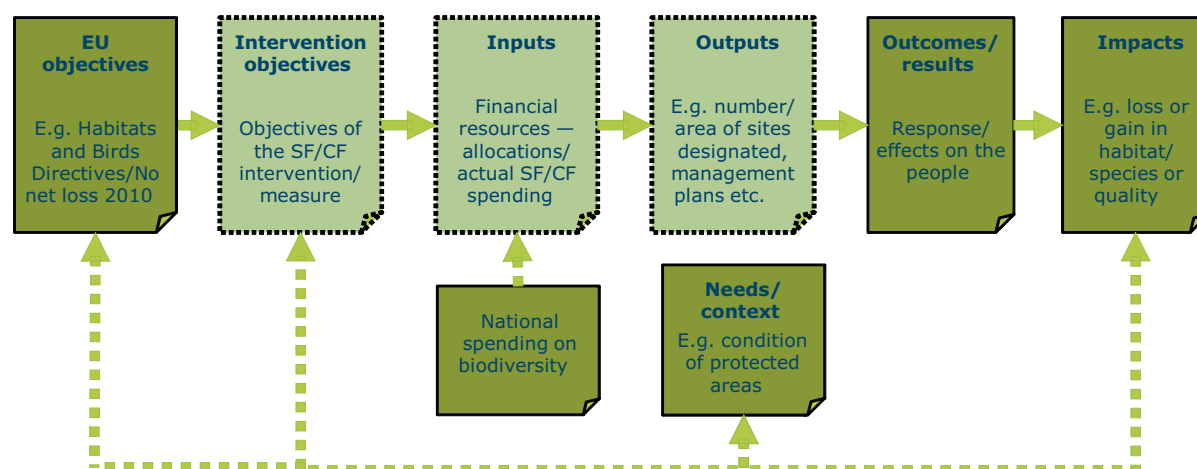 EU
objectives
E.g. Habitats
and Birds
Directives/No
net loss 2010
Intervention
objectives
Objectives of
the SF/CF
intervention/
measure
Inputs
Financial
resources —
allocations/
actual SF/CF
spending
Outputs
E.g. number/
area of sites
designated,
management
plans etc.
Outcomes/
results
Response/
effects on the
people
Impacts
E.g. loss or
gain in
habitat/
species or
quality
National
spending on
biodiversity
Needs/
context
E.g. condition
of protected
areas